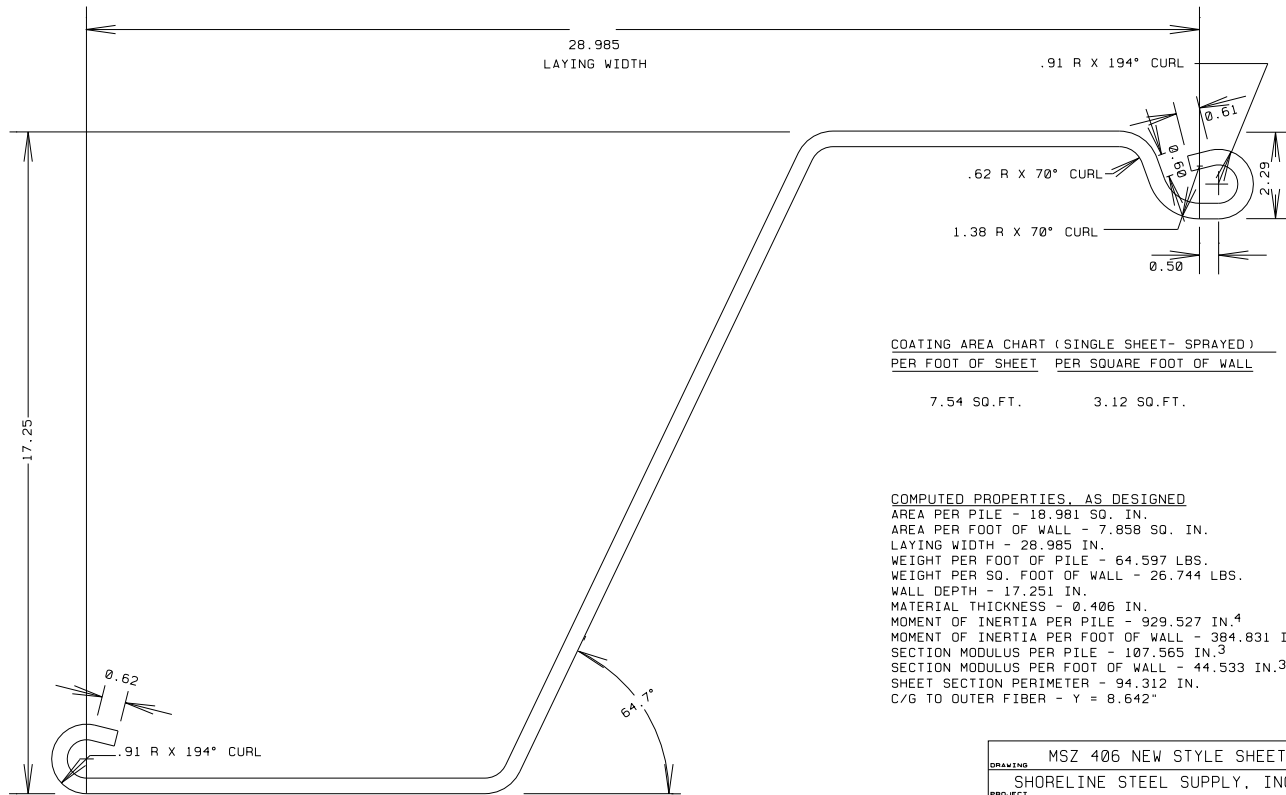 28.985
LAYING WIDTH
.91 R X 194° CURL
0.61
0.60
.62 R X 70° CURL
2.29
1.38 R X 70° CURL
0.50
17.25
COATING AREA CHART (SINGLE SHEET- SPRAYED)
PER FOOT OF SHEET PER SQUARE FOOT OF WALL
7.54 SQ.FT. 3.12 SQ.FT.
COMPUTED PROPERTIES, AS DESIGNED
AREA PER PILE - 18.981 SQ. IN.
AREA PER FOOT OF WALL - 7.858 SQ. IN.
LAYING WIDTH - 28.985 IN.
WEIGHT PER FOOT OF PILE - 64.597 LBS.
WEIGHT PER SQ. FOOT OF WALL - 26.744 LBS.
WALL DEPTH - 17.251 IN.
MATERIAL THICKNESS - 0.406 IN.
MOMENT OF INERTIA PER PILE - 929.527 IN.4
MOMENT OF INERTIA PER FOOT OF WALL - 384.831 I
SECTION MODULUS PER PILE - 107.565 IN.3
SECTION MODULUS PER FOOT OF WALL - 44.533 IN.3
SHEET SECTION PERIMETER - 94.312 IN.
C/G TO OUTER FIBER - Y = 8.642"
0.62
64.7°
.91 R X 194° CURL
DRAWING MSZ 406 NEW STYLE SHEET
SHORELINE STEEL SUPPLY, INC
PROJECT